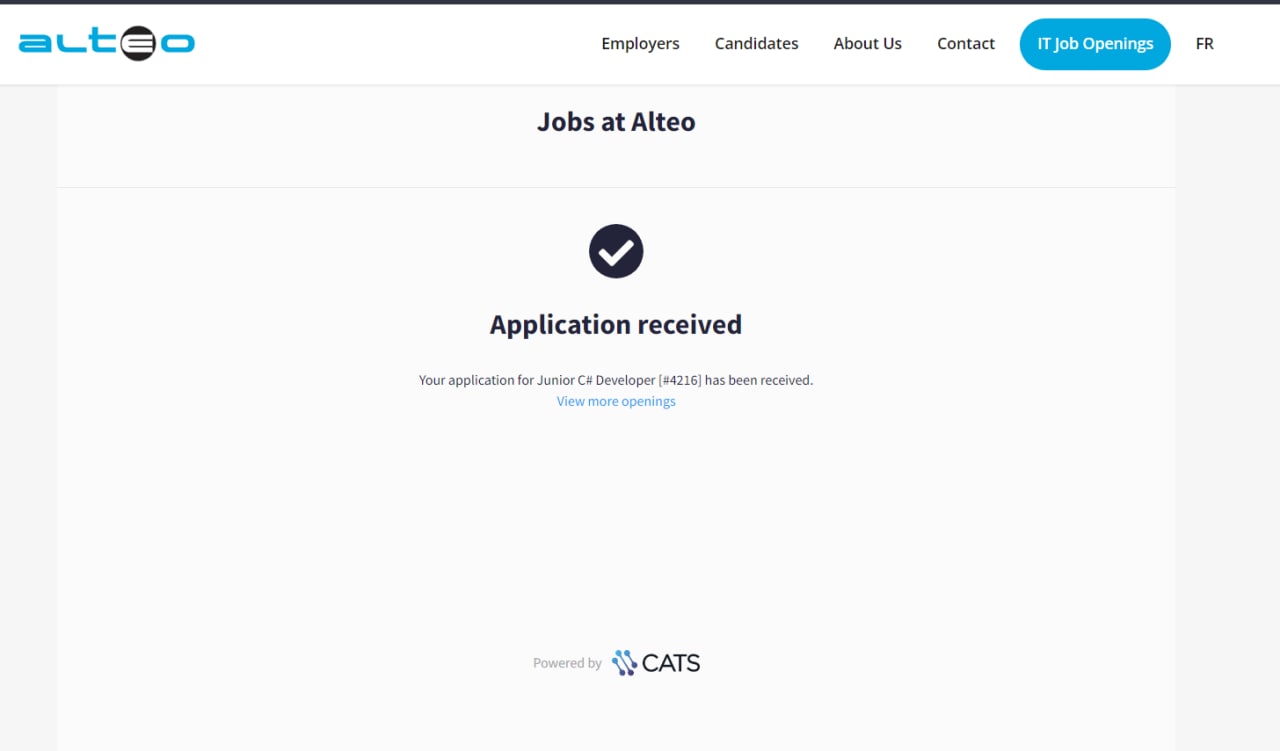 alteo
Employers Candidates About Us Contact IT Job Openings FR
Jobs at Alteo
Application received
Your application for Junior C# Developer [#4216] has been received.
View more openings
Powered by CATS